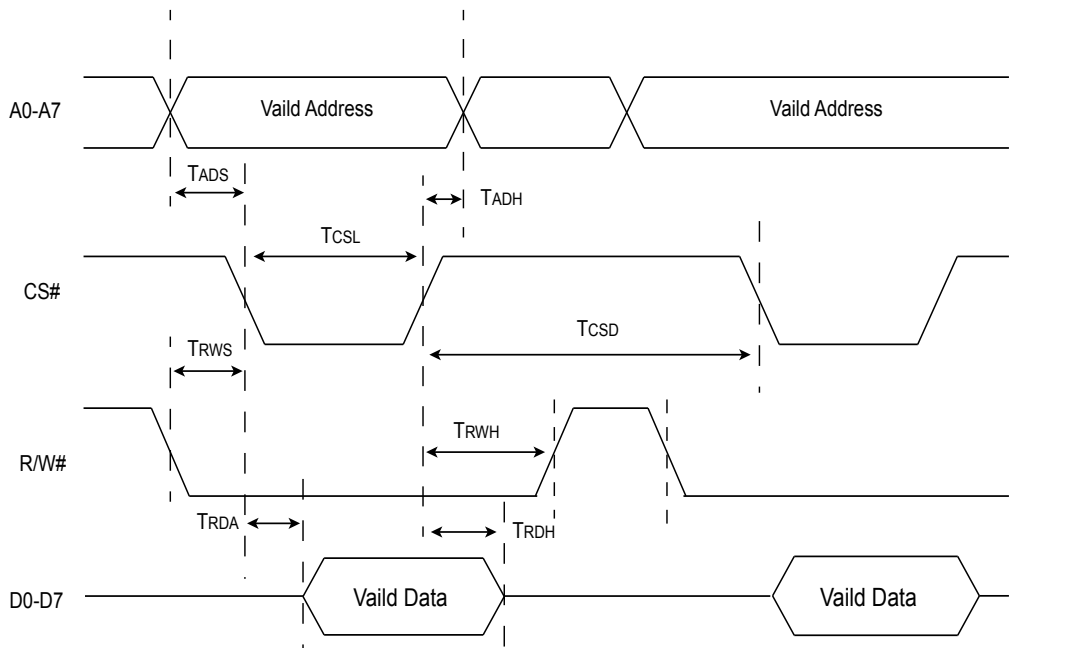 A0-A7
Vaild Address
Vaild Address
TADS
TADH
TCSL
CS#
TCSD
TRWS
TRWH
R/W#
TRDA
TRDH
D0-D7
Vaild Data
Vaild Data